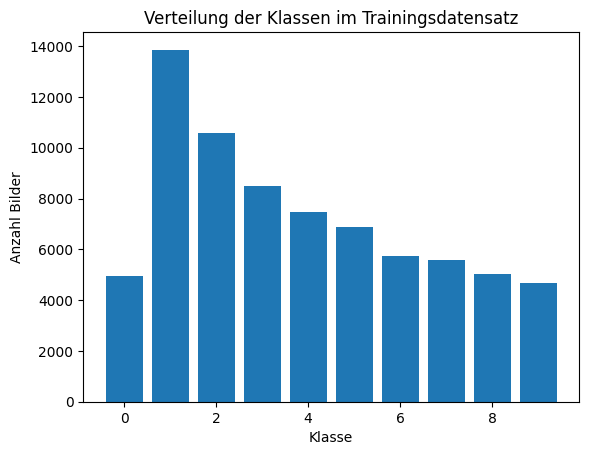 Verteilung der Klassen im Trainingsdatensatz
Anzahl Bilder
14000
12000
10000
8000
6000
4000
2000
0
0 2 4 6 8
Klasse